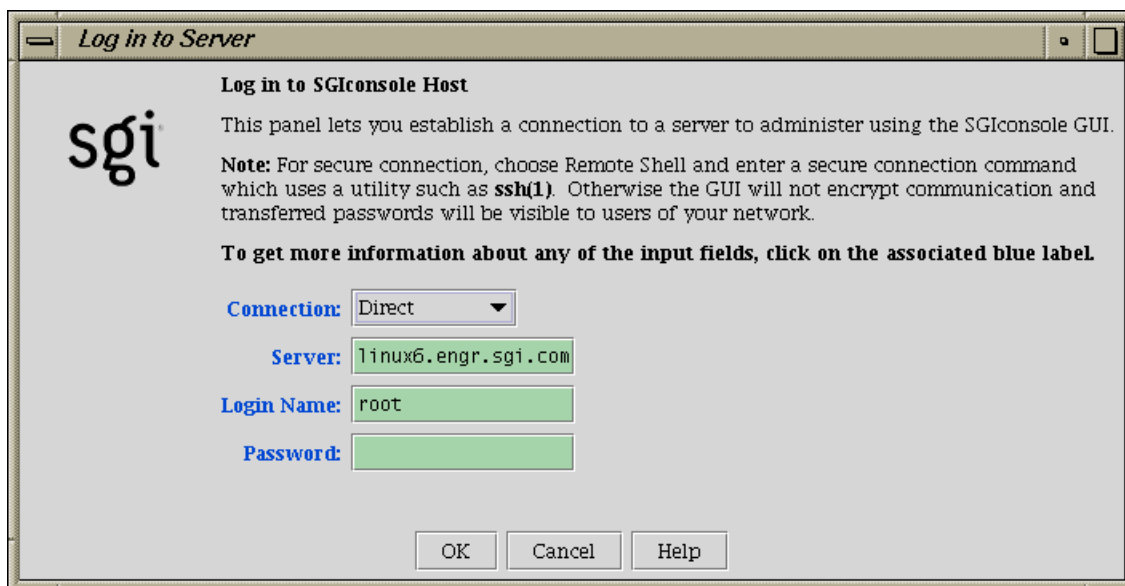 Log in to Server
sgi
Log in to SGIconsole Host
This panel lets you establish a connection to a server to administer using the SGIconsole GUI.
Note: For secure connection, choose Remote Shell and enter a secure connection command
which uses a utility such as ssh(1). Otherwise the GUI will not encrypt communication and
transferred passwords will be visible to users of your network.
To get more information about any of the input fields, click on the associated blue label.
Connection: Direct
Server: linux6.engr.sgi.com
Login Name: root
Password:
OK Cancel Help